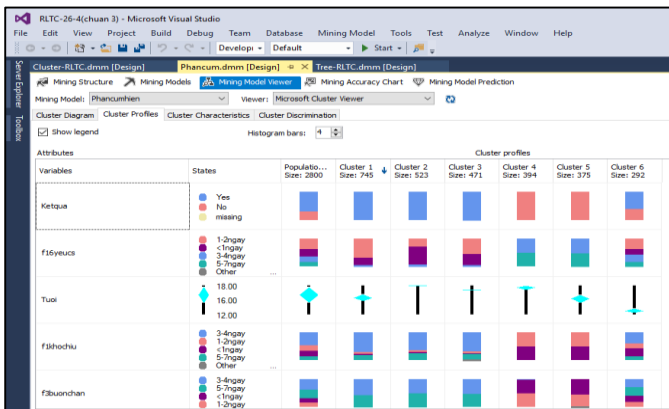 RLTC-26-4(chuan 3) - Microsoft Visual Studio
File Edit View Project Build Debug Team Database Mining Model Tools Test Analyze Window Help
Develop Default Start
Cluster-RLTC.dmm [Design] Phancum.dmm [Design] Tree-RLTC.dmm [Design]
Server Explorer
Toolbox
Mining Structure Mining Models Mining Model Viewer Mining Accuracy Chart Mining Model Prediction
Mining Model: Phancumhien Viewer: Microsoft Cluster Viewer
Cluster Diagram Cluster Profiles Cluster Characteristics Cluster Discrimination
Show legend Histogram bars: 4
Attributes Cluster profiles
Variables States Populatio... Size: 2800 Cluster 1 Size: 745 Cluster 2 Size: 523 Cluster 3 Size: 471 Cluster 4 Size: 394 Cluster 5 Size: 375 Cluster 6 Size: 292
Ketqua
Yes
No
missing
f16yeucs
1-2ngay
<1ngay
3-4ngay
5-7ngay
Other ...
Tuoi
18.00
16.00
12.00
f1khochiu
3-4ngay
1-2ngay
<1ngay
5-7ngay
Other ...
f3buonchan
3-4ngay
5-7ngay
<1ngay
1-2ngay